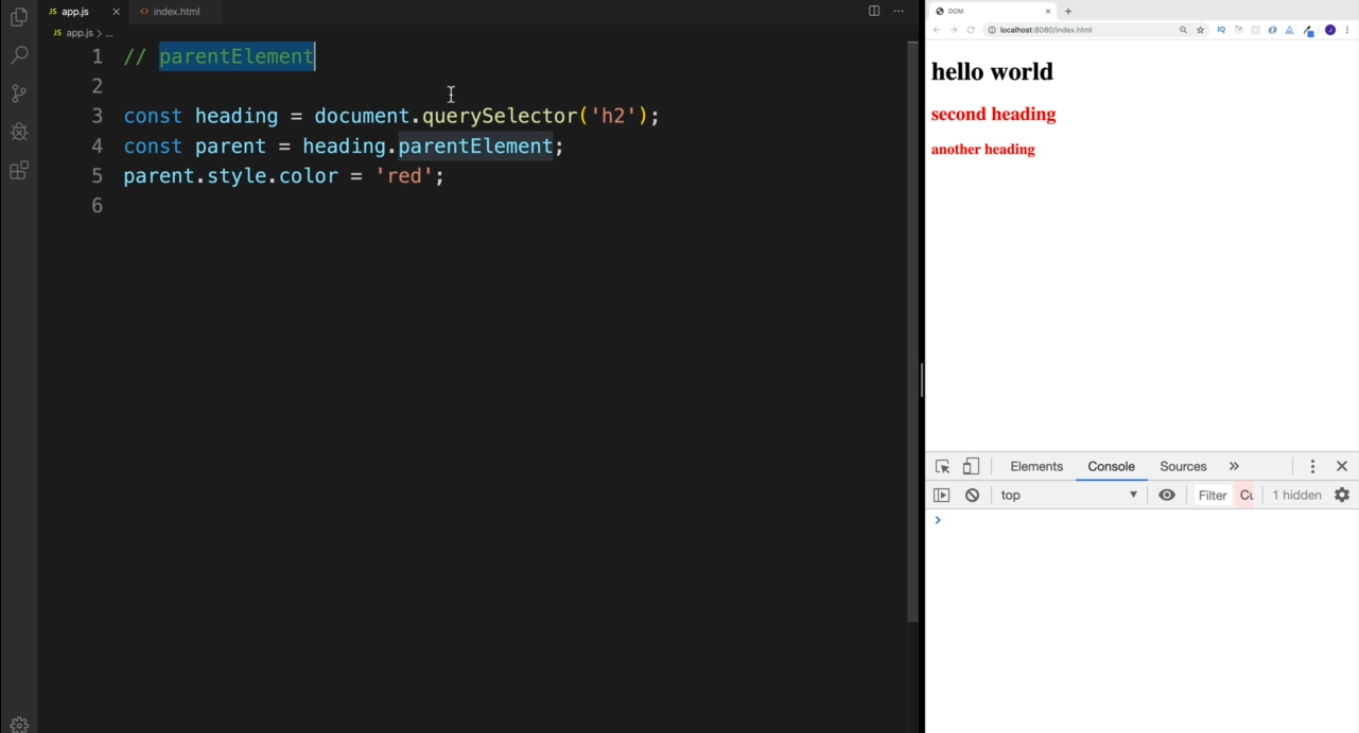 JS app.js × <> index.html
JS app.js > ...
1 // parentElement
2
3 const heading = document.querySelector('h2');
4 const parent = heading.parentElement;
5 parent.style.color = 'red';
6
DOM × +
localhost:8080/index.html
hello world
second heading
another heading
Elements Console Sources »
top Filter 1 hidden
>